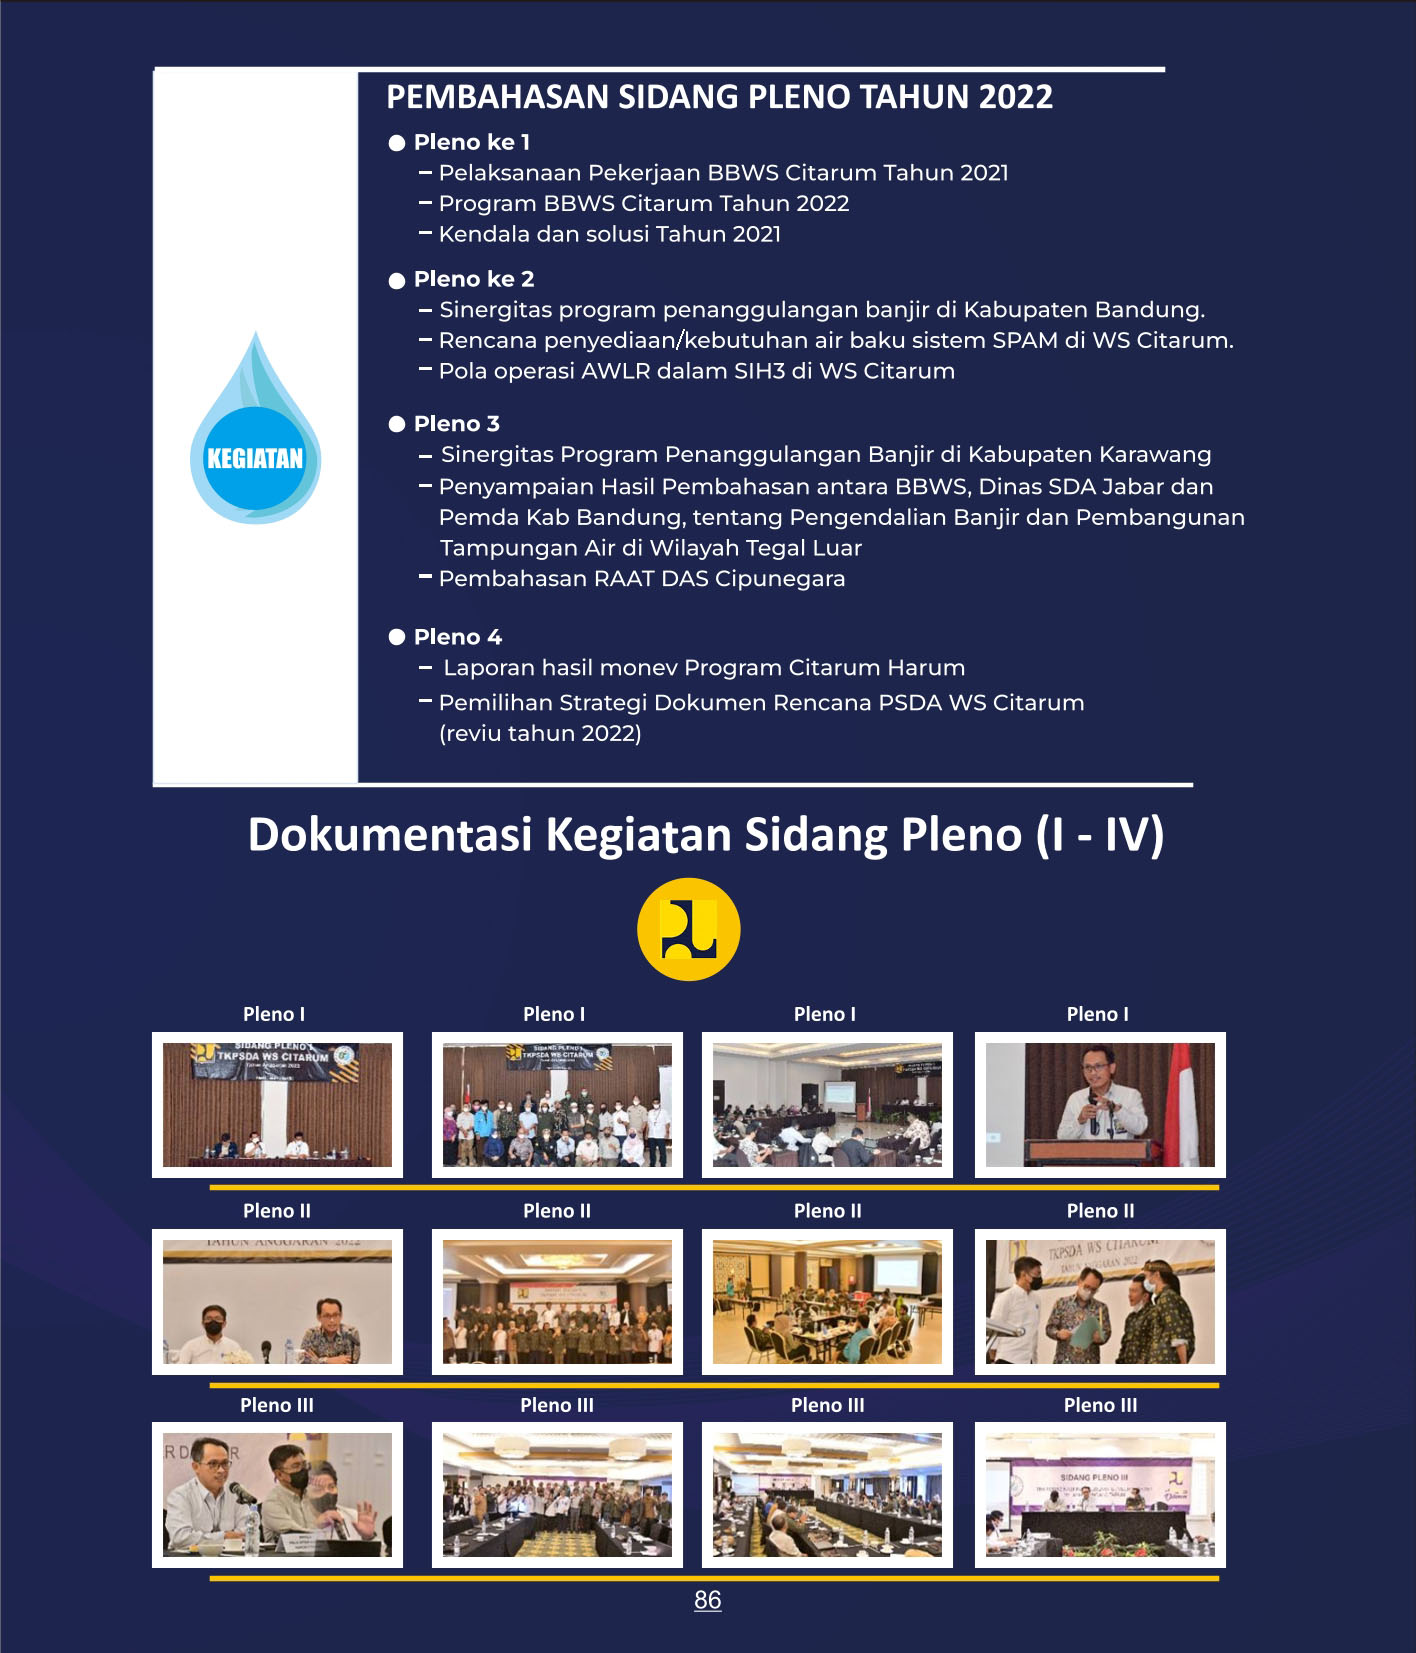 PEMBAHASAN SIDANG PLENO TAHUN 2022
● Pleno ke 1
– Pelaksanaan Pekerjaan BBWS Citarum Tahun 2021
– Program BBWS Citarum Tahun 2022
– Kendala dan solusi Tahun 2021
● Pleno ke 2
– Sinergitas program penanggulangan banjir di Kabupaten Bandung.
– Rencana penyediaan/kebutuhan air baku sistem SPAM di WS Citarum.
– Pola operasi AWLR dalam SIH3 di WS Citarum
KEGIATAN
● Pleno 3
– Sinergitas Program Penanggulangan Banjir di Kabupaten Karawang
– Penyampaian Hasil Pembahasan antara BBWS, Dinas SDA Jabar dan
Pemda Kab Bandung, tentang Pengendalian Banjir dan Pembangunan
Tampungan Air di Wilayah Tegal Luar
– Pembahasan RAAT DAS Cipunegara
● Pleno 4
– Laporan hasil monev Program Citarum Harum
– Pemilihan Strategi Dokumen Rencana PSDA WS Citarum
(reviu tahun 2022)
Dokumentasi Kegiatan Sidang Pleno (I - IV)
Pleno I
Pleno I
Pleno I
Pleno I
SIDANG PLENO 1
TKPSDA WS CITARUM
Tahun Anggaran 2022
SIDANG PLENO 1
TKPSDA WS CITARUM
Pleno II
Pleno II
Pleno II
Pleno II
TAHUN ANGGARAN 2022
TKPSDA WS CITARUM
TAHUN ANGGARAN 2022
Pleno III
Pleno III
Pleno III
Pleno III
SIDANG PLENO III
86